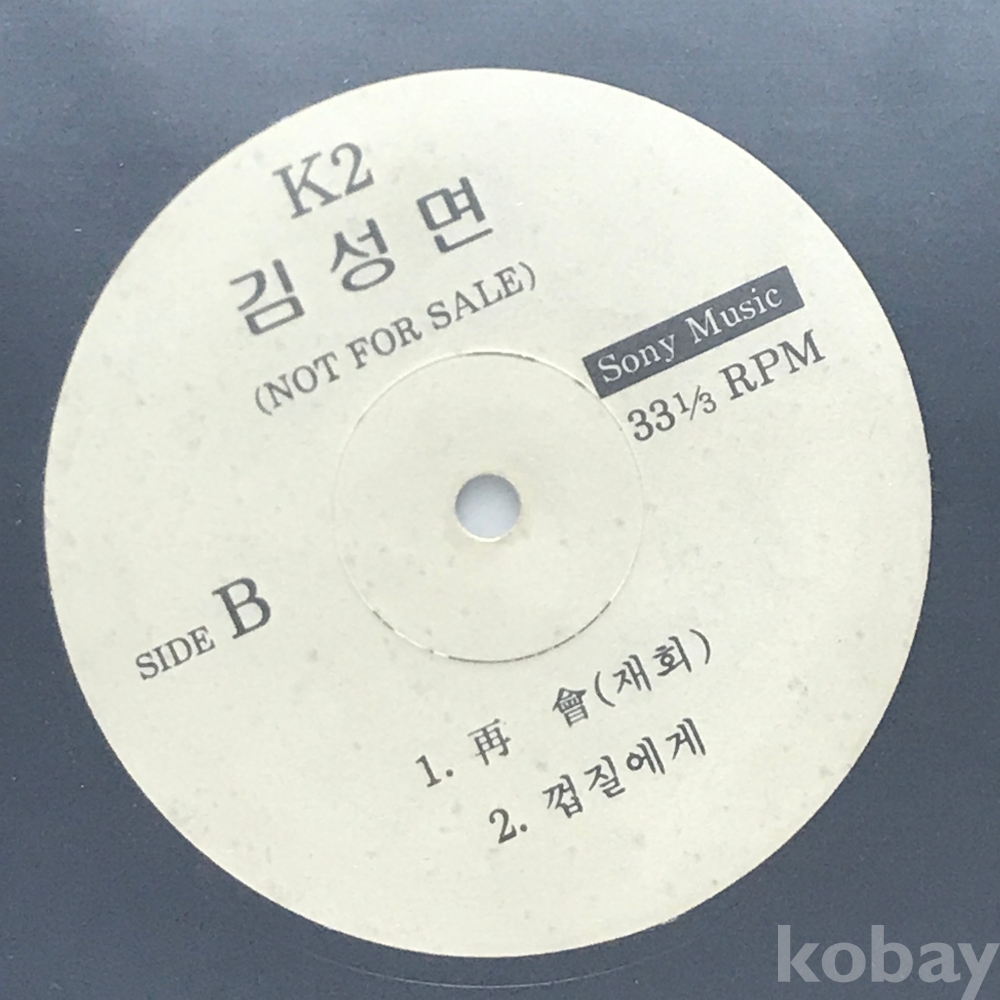 K2
김성면
(NOT FOR SALE)
Sony Music
33⅓ RPM
SIDE B
1. 再 會(재회)
2. 껍질에게
kobay